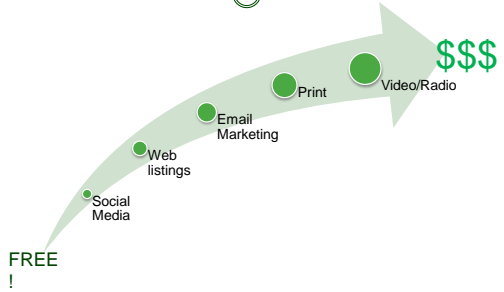 $$$
Video/Radio
Print
Email
Marketing
Web
listings
Social
Media
FREE
!